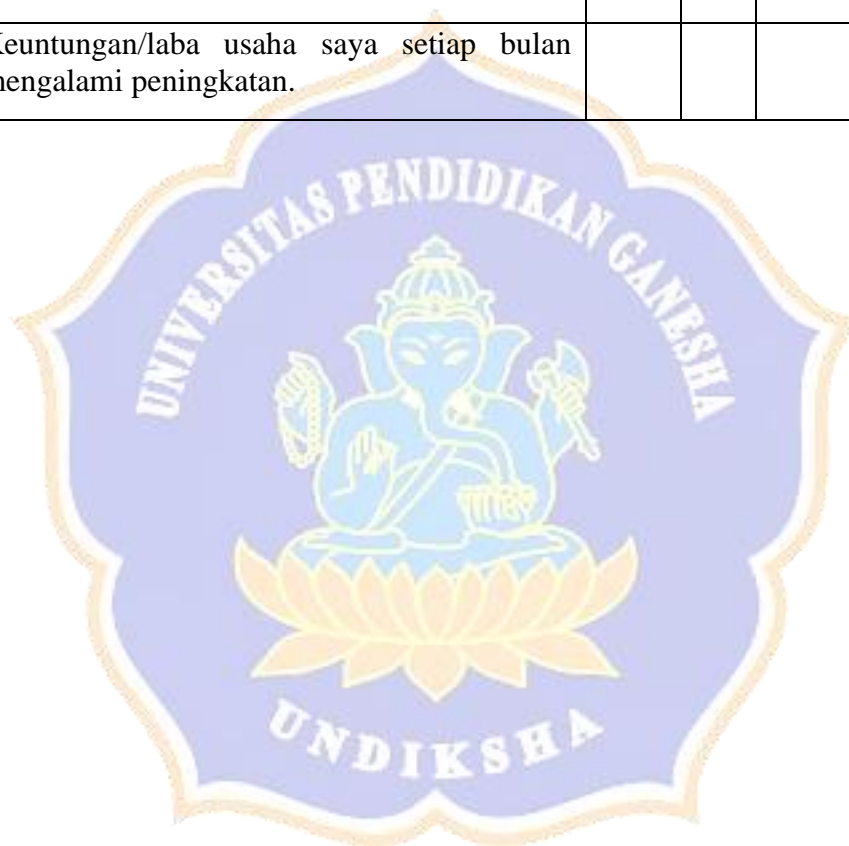 Keuntungan/laba usaha saya setiap bulan
mengalami peningkatan.
UNIVERSITAS PENDIDIKAN GANESHA
UNDIKSHA